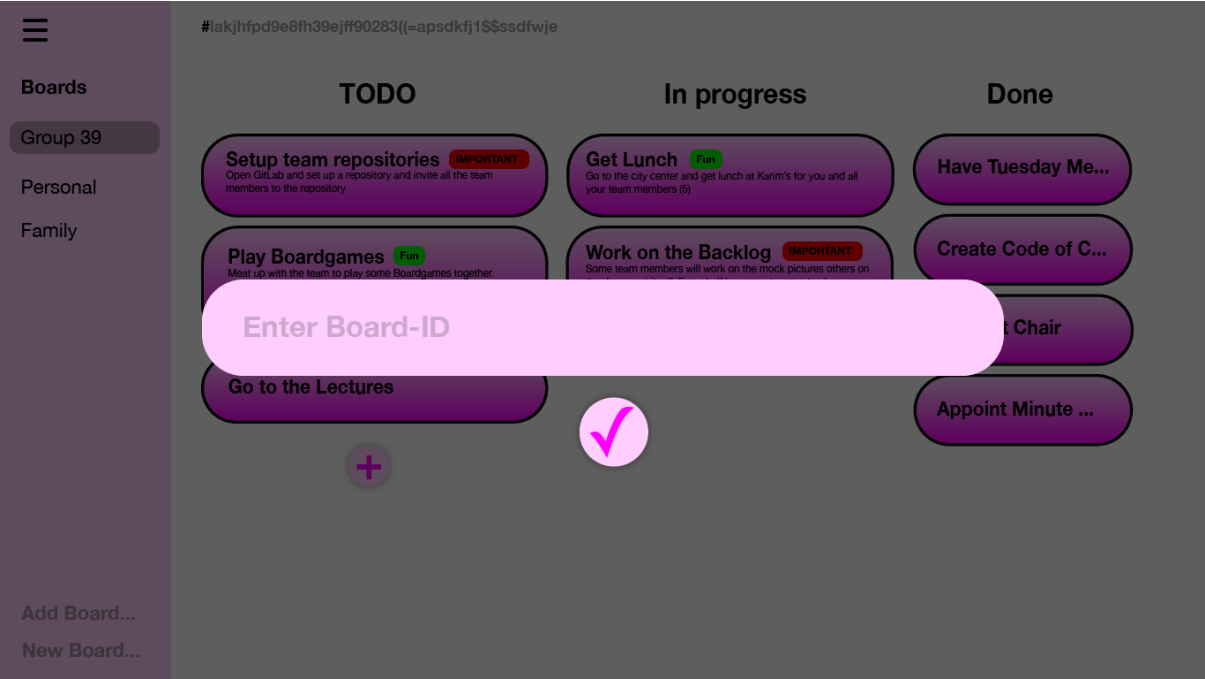 #lakjhfpd9e8fh39ejff90283((=apsdkfj1$$ssdfwje
Boards
Group 39
Personal
Family
Add Board...
New Board...
TODO
Setup team repositories IMPORTANT
Open GitLab and set up a repository and invite all the team
members to the repository
Play Boardgames Fun
Meat up with the team to play some Boardgames together.
Go to the Lectures
In progress
Get Lunch Fun
Go to the city center and get lunch at Karim's for you and all
your team members (5)
Work on the Backlog IMPORTANT
Some team members will work on the mock pictures others on
Done
Have Tuesday Me...
Create Code of C...
Chair
Appoint Minute ...
Enter Board-ID